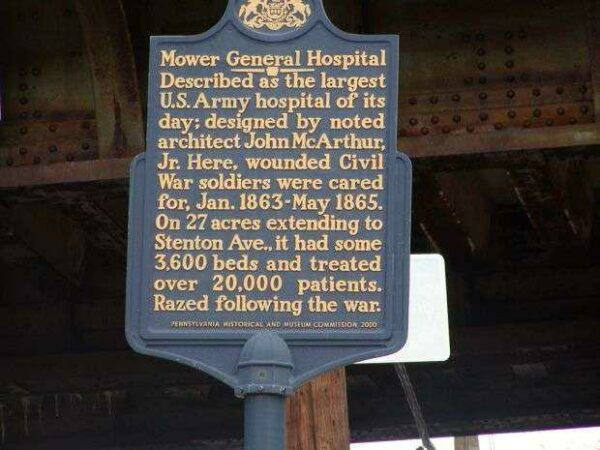 Mower General Hospital
Described as the largest
U.S. Army hospital of its
day; designed by noted
architect John McArthur,
Jr. Here, wounded Civil
War soldiers were cared
for, Jan. 1863-May 1865.
On 27 acres extending to
Stenton Ave., it had some
3,600 beds and treated
over 20,000 patients.
Razed following the war.
PENNSYLVANIA HISTORICAL AND MUSEUM COMMISSION 2000